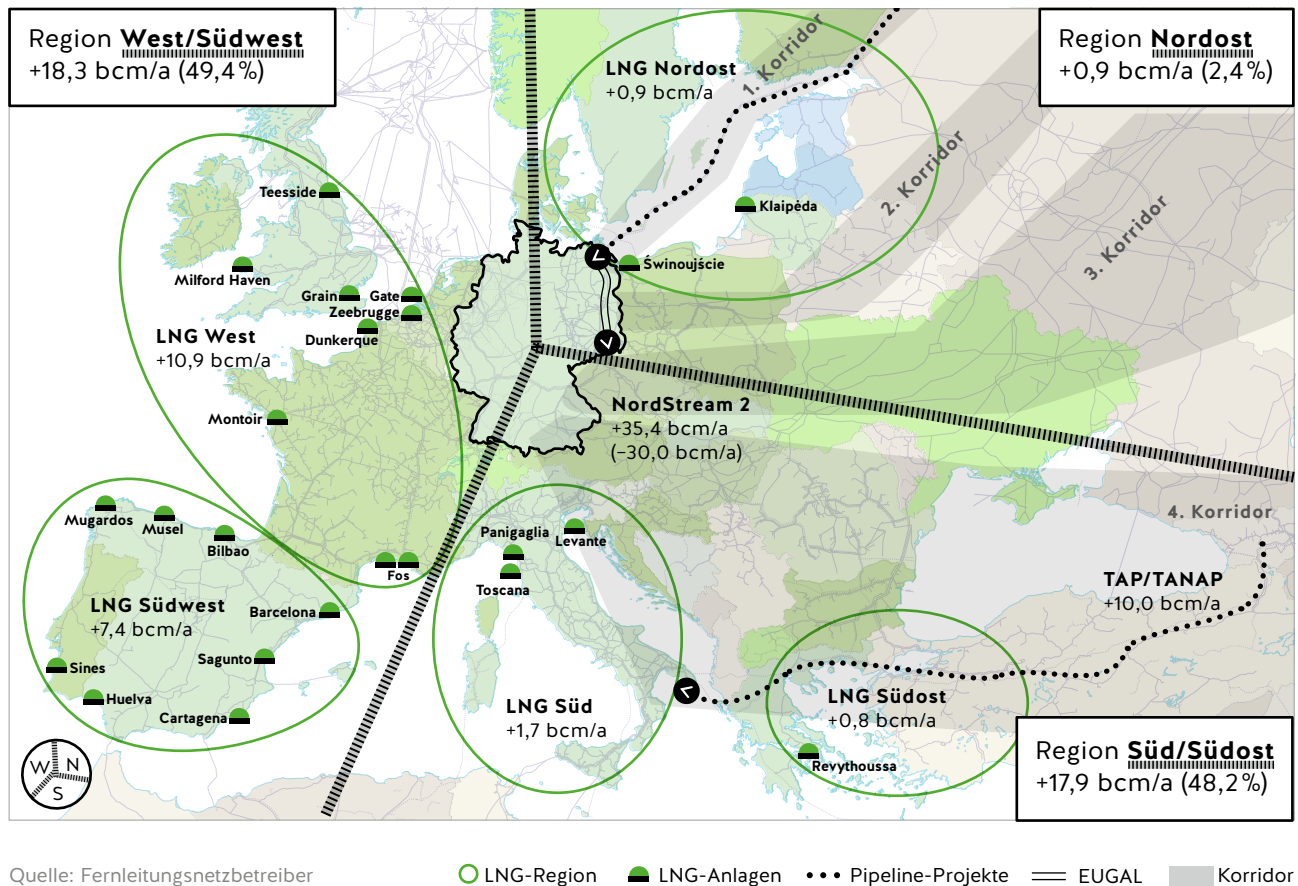 Region West/Südwest
+18,3 bcm/a (49,4%)
Region Nordost
+0,9 bcm/a (2,4%)
LNG Nordost
+0,9 bcm/a
1. Korridor
2. Korridor
3. Korridor
4. Korridor
Teesside
Klaipėda
Milford Haven
Świnoujście
Grain
Gate
Zeebrugge
Dunkerque
LNG West
+10,9 bcm/a
Montoir
NordStream 2
+35,4 bcm/a
(−30,0 bcm/a)
Mugardos
Musel
Bilbao
Fos
Panigaglia
Levante
Toscana
LNG Südwest
+7,4 bcm/a
Barcelona
Sagunto
Sines
Huelva
Cartagena
TAP/TANAP
+10,0 bcm/a
LNG Süd
+1,7 bcm/a
LNG Südost
+0,8 bcm/a
Revythoussa
Region Süd/Südost
+17,9 bcm/a (48,2%)
W N
S
Quelle: Fernleitungsnetzbetreiber
LNG-Region
LNG-Anlagen
Pipeline-Projekte
EUGAL
Korridor